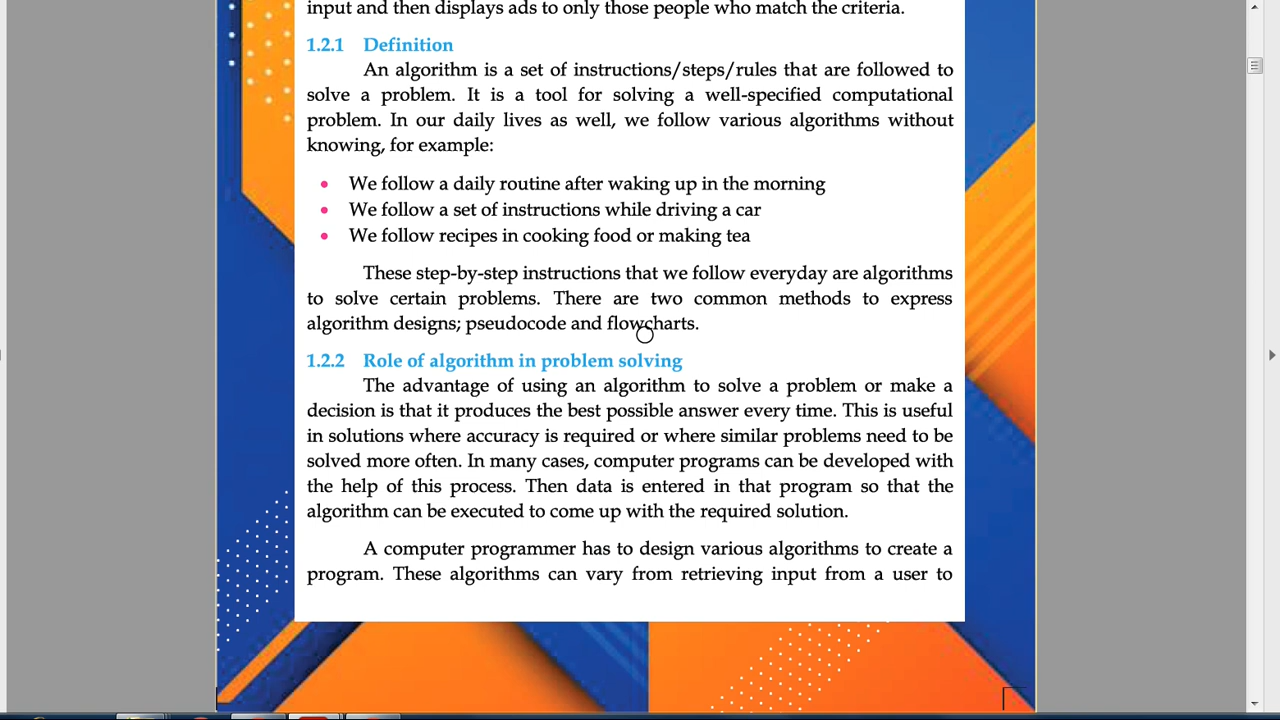 input and then displays ads to only those people who match the criteria.
1.2.1 Definition
An algorithm is a set of instructions/steps/rules that are followed to
solve a problem. It is a tool for solving a well-specified computational
problem. In our daily lives as well, we follow various algorithms without
knowing, for example:
• We follow a daily routine after waking up in the morning
• We follow a set of instructions while driving a car
• We follow recipes in cooking food or making tea
These step-by-step instructions that we follow everyday are algorithms
to solve certain problems. There are two common methods to express
algorithm designs; pseudocode and flowcharts.
1.2.2 Role of algorithm in problem solving
The advantage of using an algorithm to solve a problem or make a
decision is that it produces the best possible answer every time. This is useful
in solutions where accuracy is required or where similar problems need to be
solved more often. In many cases, computer programs can be developed with
the help of this process. Then data is entered in that program so that the
algorithm can be executed to come up with the required solution.
A computer programmer has to design various algorithms to create a
program. These algorithms can vary from retrieving input from a user to